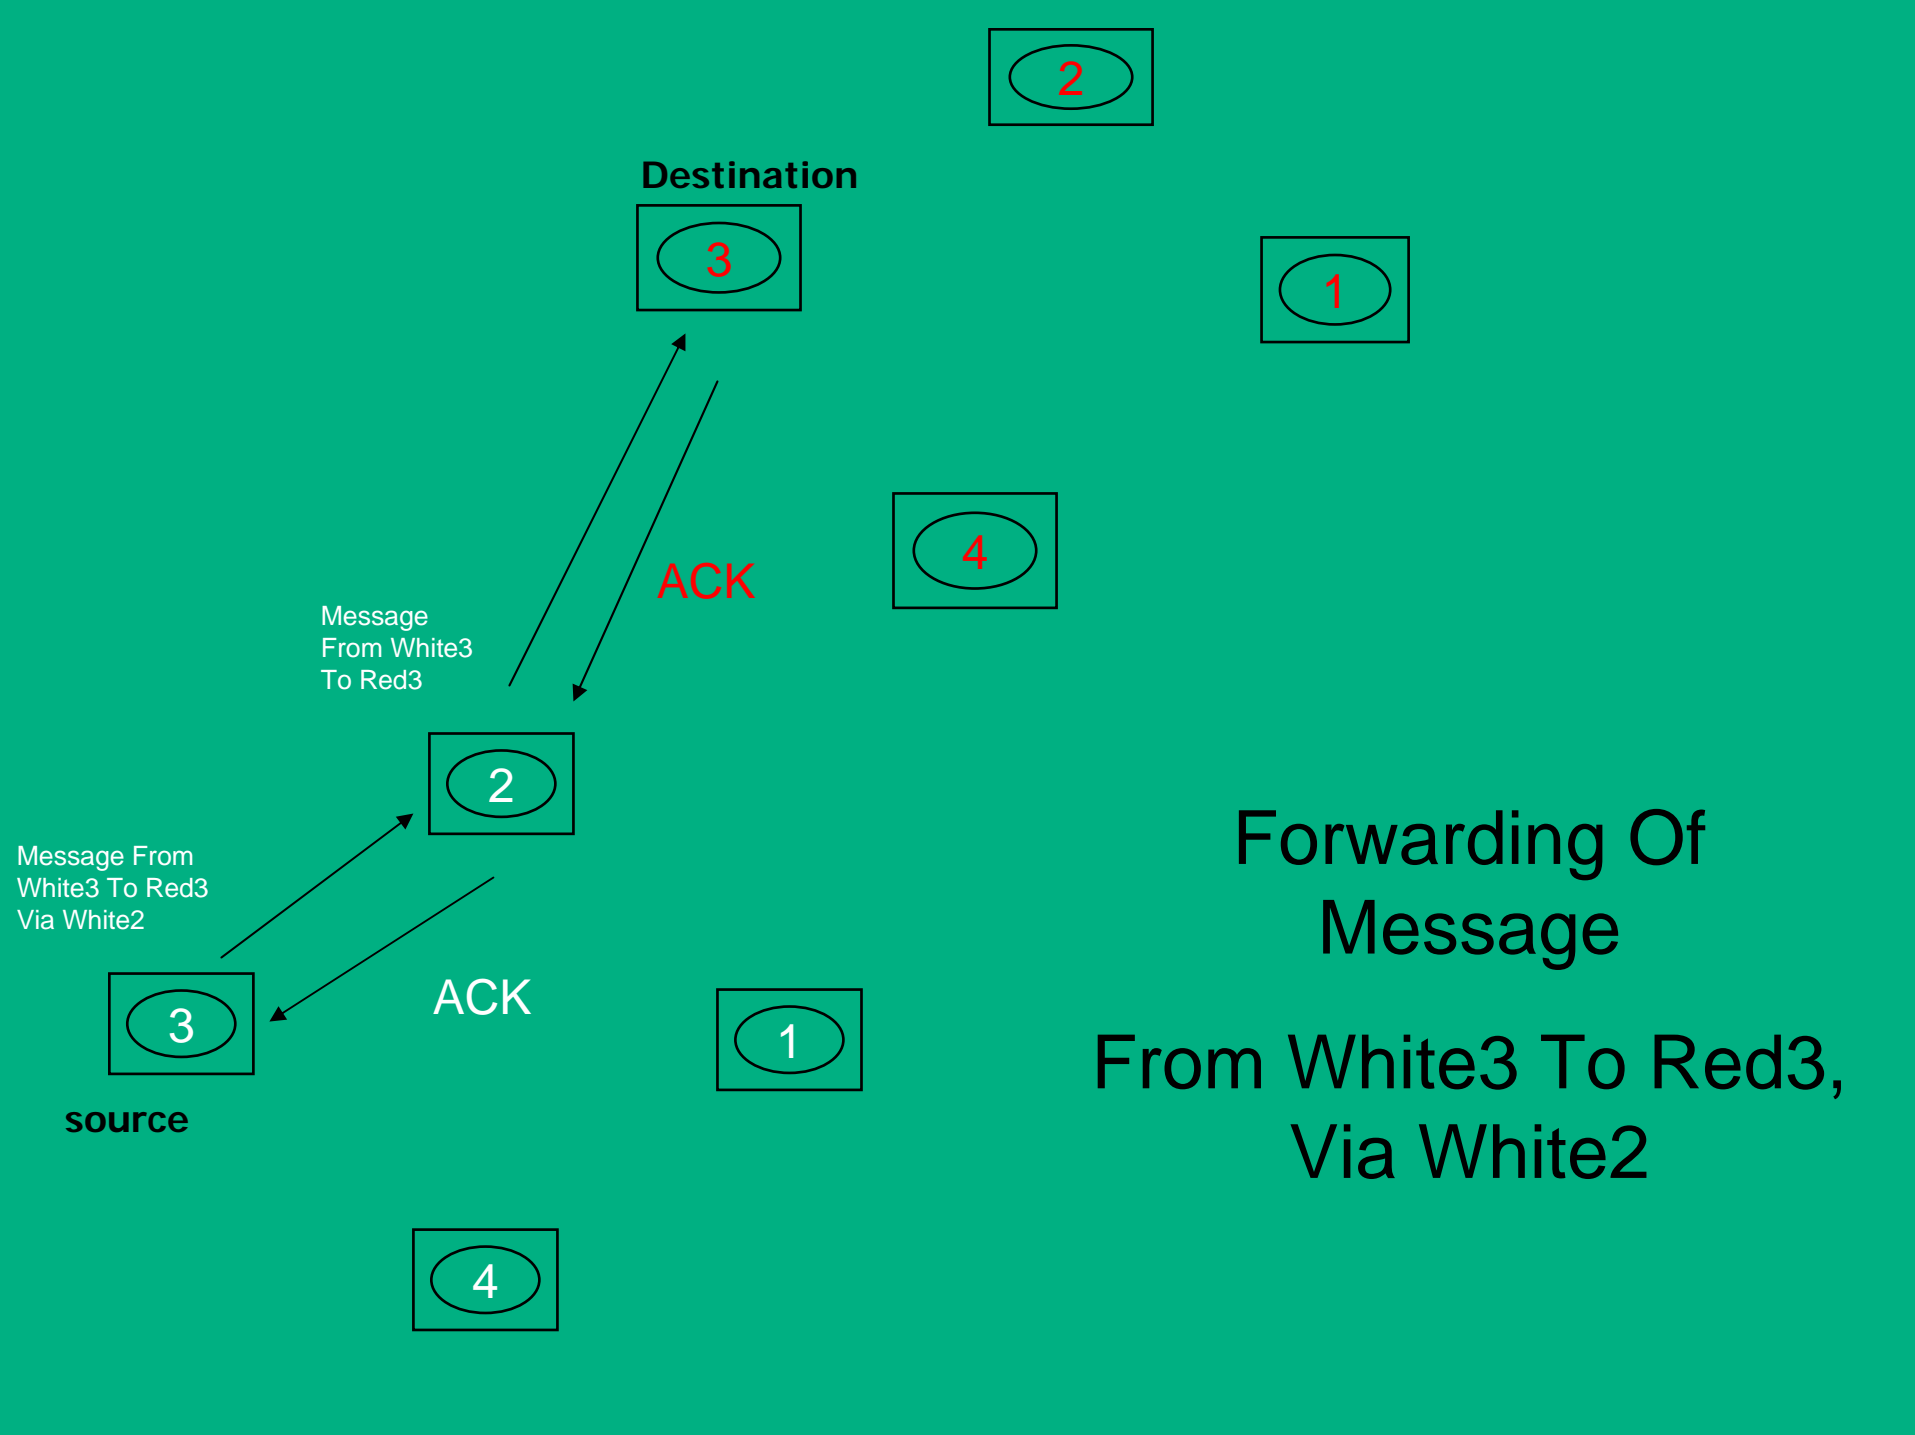 2
Destination
3
1
4
ACK
Message
From White3
To Red3
2
Message From
White3 To Red3
Via White2
ACK
3
1
source
4
Forwarding Of
Message
From White3 To Red3,
Via White2